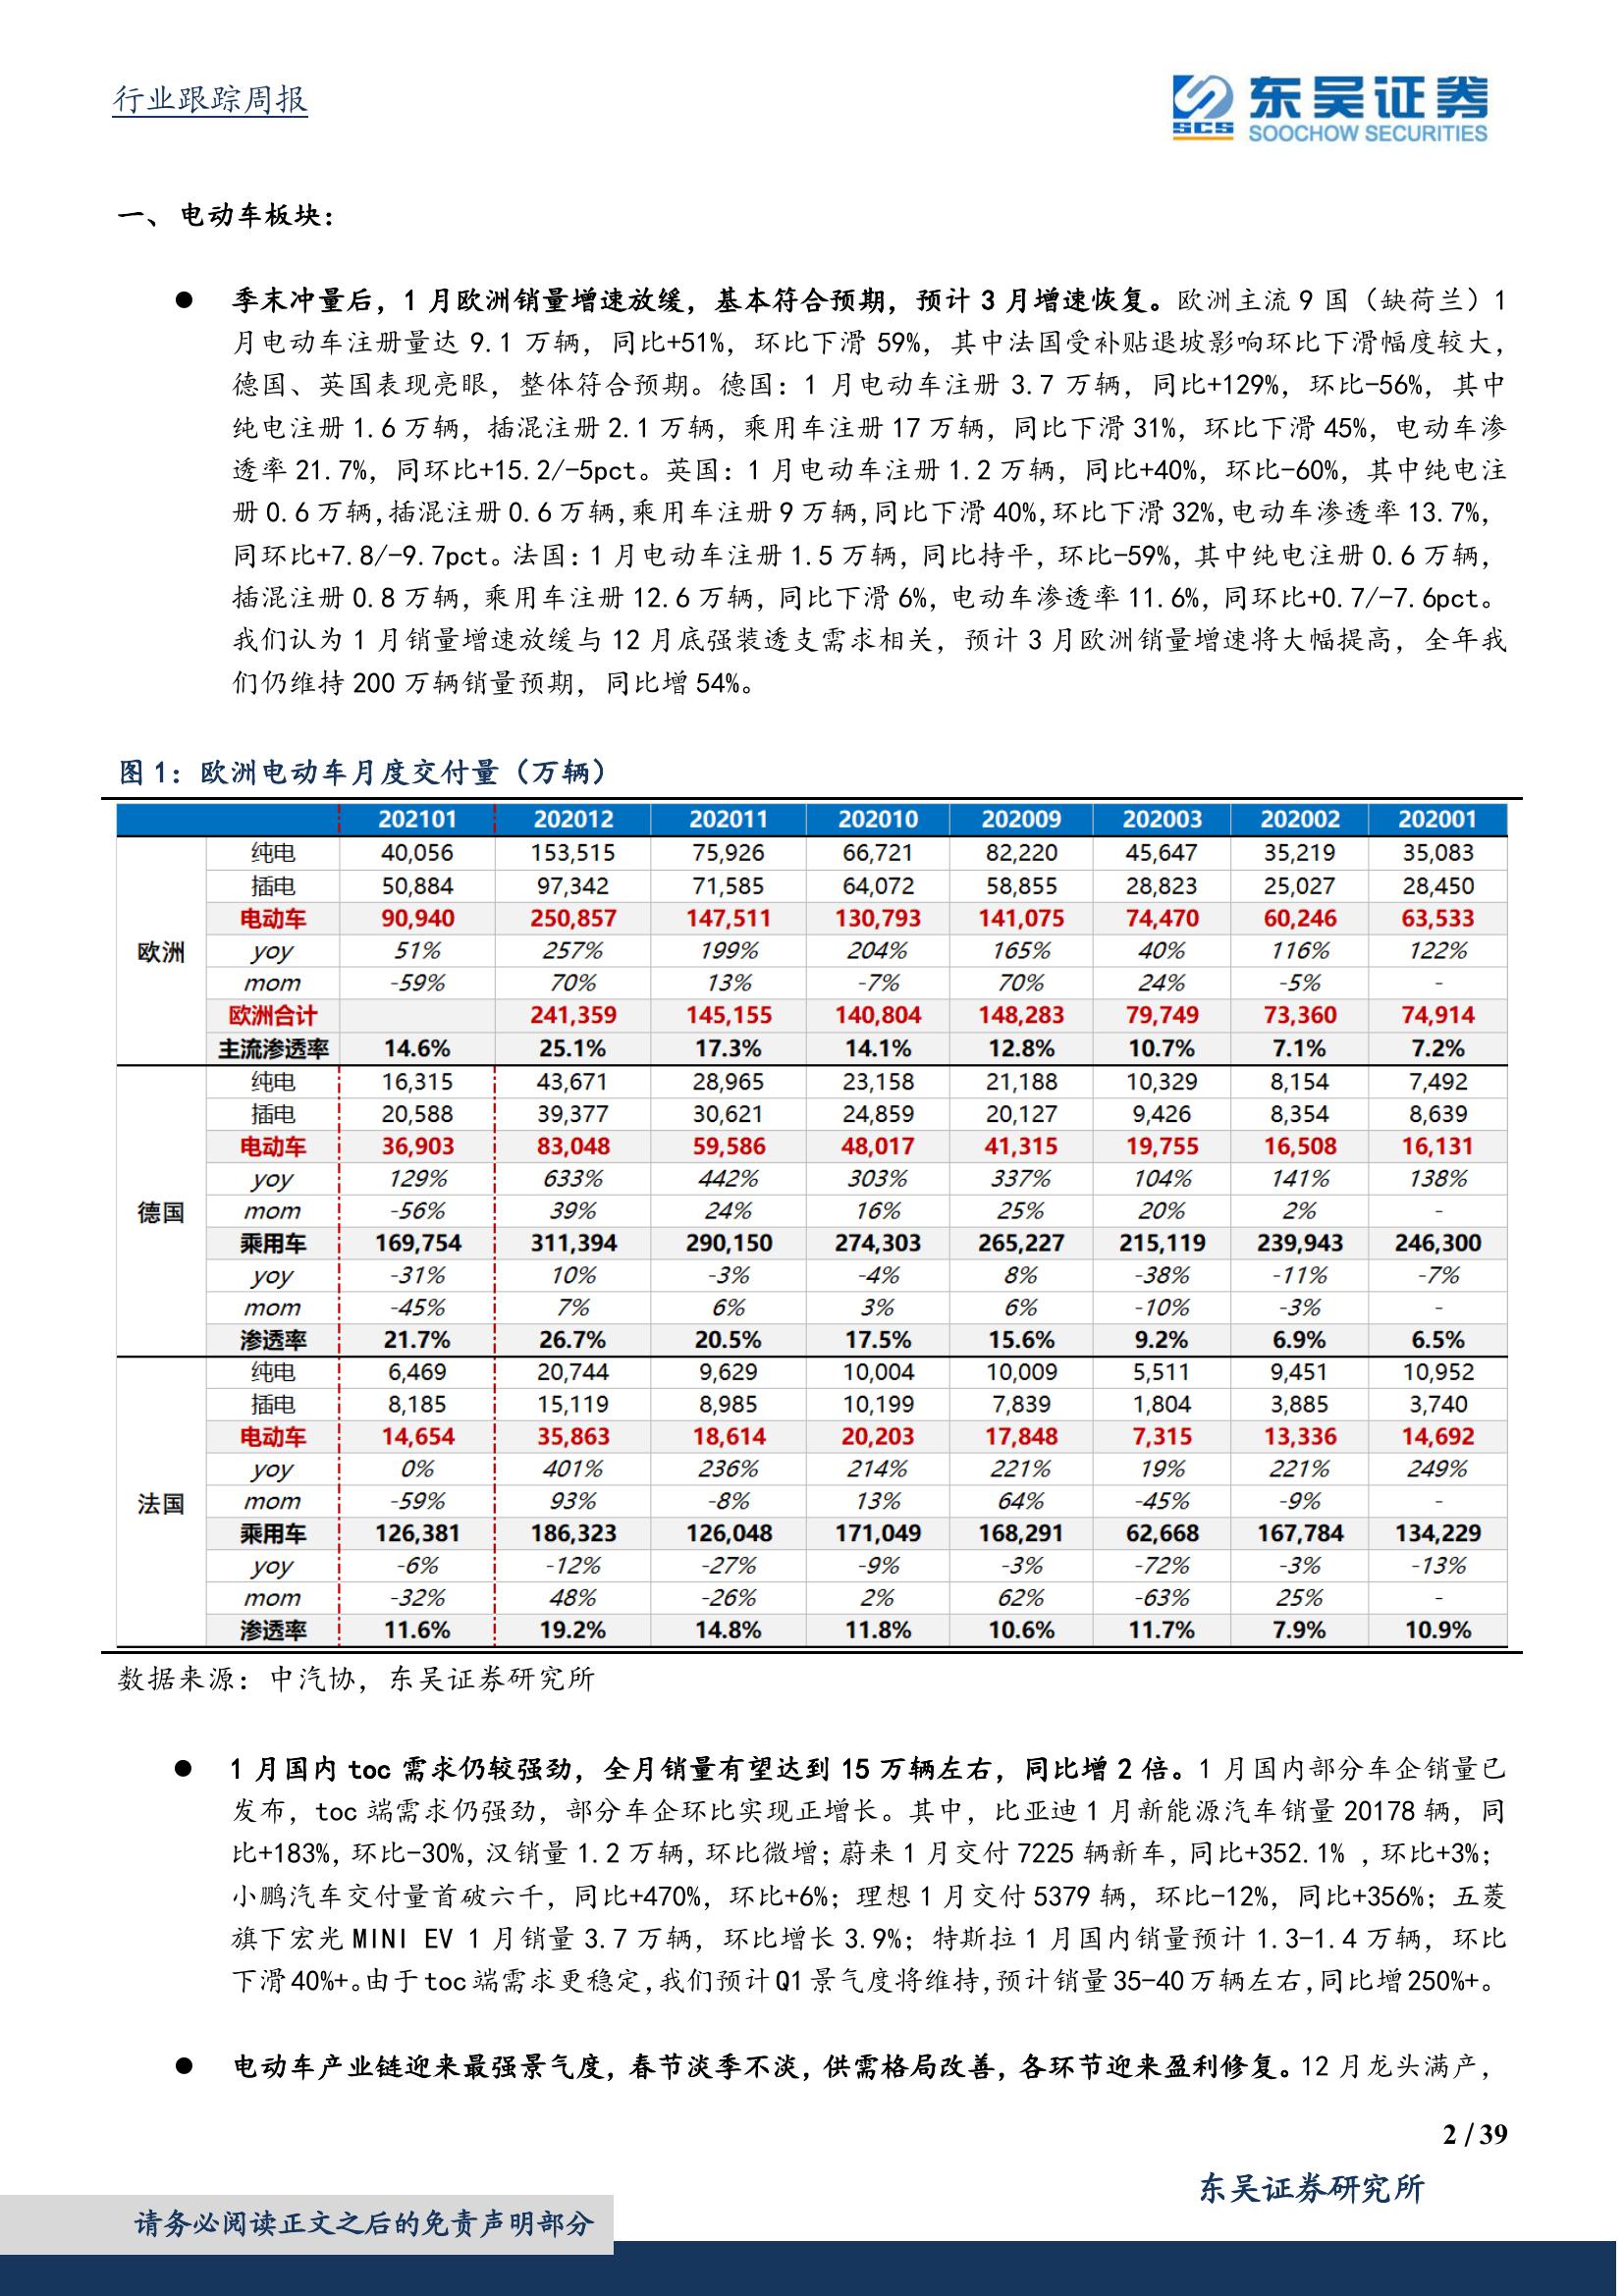 行业跟踪周报
东吴证券
SCS
SOOCHOW SECURITIES
一、 电动车板块：
● 季末冲量后，1 月欧洲销量增速放缓，基本符合预期，预计 3 月增速恢复。欧洲主流 9 国（缺荷兰）1
月电动车注册量达 9.1 万辆，同比+51%，环比下滑 59%，其中法国受补贴退坡影响环比下滑幅度较大，
德国、英国表现亮眼，整体符合预期。德国：1 月电动车注册 3.7 万辆，同比+129%，环比-56%，其中
纯电注册 1.6 万辆，插混注册 2.1 万辆，乘用车注册 17 万辆，同比下滑 31%，环比下滑 45%，电动车渗
透率 21.7%，同环比+15.2/-5pct。英国：1 月电动车注册 1.2 万辆，同比+40%，环比-60%，其中纯电注
册 0.6 万辆，插混注册 0.6 万辆，乘用车注册 9 万辆，同比下滑 40%，环比下滑 32%，电动车渗透率 13.7%，
同环比+7.8/-9.7pct。法国：1 月电动车注册 1.5 万辆，同比持平，环比-59%，其中纯电注册 0.6 万辆，
插混注册 0.8 万辆，乘用车注册 12.6 万辆，同比下滑 6%，电动车渗透率 11.6%，同环比+0.7/-7.6pct。
我们认为 1 月销量增速放缓与 12 月底强装透支需求相关，预计 3 月欧洲销量增速将大幅提高，全年我
们仍维持 200 万辆销量预期，同比增 54%。
图 1：欧洲电动车月度交付量（万辆）
202101 202012 202011 202010 202009 202003 202002 202001
欧洲
纯电 40,056 153,515 75,926 66,721 82,220 45,647 35,219 35,083
插电 50,884 97,342 71,585 64,072 58,855 28,823 25,027 28,450
电动车 90,940 250,857 147,511 130,793 141,075 74,470 60,246 63,533
yoy 51% 257% 199% 204% 165% 40% 116% 122%
mom -59% 70% 13% -7% 70% 24% -5% -
欧洲合计 241,359 145,155 140,804 148,283 79,749 73,360 74,914
主流渗透率 14.6% 25.1% 17.3% 14.1% 12.8% 10.7% 7.1% 7.2%
德国
纯电 16,315 43,671 28,965 23,158 21,188 10,329 8,154 7,492
插电 20,588 39,377 30,621 24,859 20,127 9,426 8,354 8,639
电动车 36,903 83,048 59,586 48,017 41,315 19,755 16,508 16,131
yoy 129% 633% 442% 303% 337% 104% 141% 138%
mom -56% 39% 24% 16% 25% 20% 2% -
乘用车 169,754 311,394 290,150 274,303 265,227 215,119 239,943 246,300
yoy -31% 10% -3% -4% 8% -38% -11% -7%
mom -45% 7% 6% 3% 6% -10% -3% -
渗透率 21.7% 26.7% 20.5% 17.5% 15.6% 9.2% 6.9% 6.5%
法国
纯电 6,469 20,744 9,629 10,004 10,009 5,511 9,451 10,952
插电 8,185 15,119 8,985 10,199 7,839 1,804 3,885 3,740
电动车 14,654 35,863 18,614 20,203 17,848 7,315 13,336 14,692
yoy 0% 401% 236% 214% 221% 19% 221% 249%
mom -59% 93% -8% 13% 64% -45% -9% -
乘用车 126,381 186,323 126,048 171,049 168,291 62,668 167,784 134,229
yoy -6% -12% -27% -9% -3% -72% -3% -13%
mom -32% 48% -26% 2% 62% -63% 25% -
渗透率 11.6% 19.2% 14.8% 11.8% 10.6% 11.7% 7.9% 10.9%
数据来源：中汽协，东吴证券研究所
● 1 月国内 toc 需求仍较强劲，全月销量有望达到 15 万辆左右，同比增 2 倍。1 月国内部分车企销量已
发布，toc 端需求仍强劲，部分车企环比实现正增长。其中，比亚迪 1 月新能源汽车销量 20178 辆，同
比+183%，环比-30%，汉销量 1.2 万辆，环比微增；蔚来 1 月交付 7225 辆新车，同比+352.1% ，环比+3%；
小鹏汽车交付量首破六千，同比+470%，环比+6%；理想 1 月交付 5379 辆，环比-12%，同比+356%；五菱
旗下宏光 MINI EV 1 月销量 3.7 万辆，环比增长 3.9%；特斯拉 1 月国内销量预计 1.3-1.4 万辆，环比
下滑 40%+。由于 toc 端需求更稳定，我们预计 Q1 景气度将维持，预计销量 35-40 万辆左右，同比增 250%+。
● 电动车产业链迎来最强景气度，春节淡季不淡，供需格局改善，各环节迎来盈利修复。12 月龙头满产，
2 / 39
东吴证券研究所
请务必阅读正文之后的免责声明部分